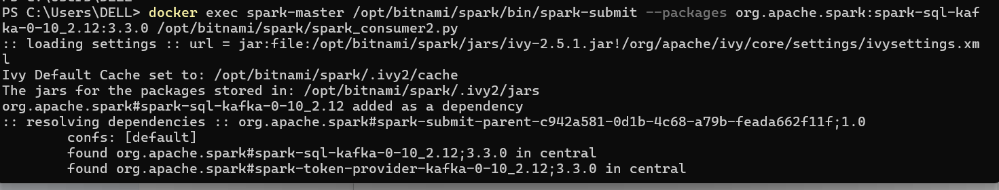 PS C:\Users\DELL> docker exec spark-master /opt/bitnami/spark/bin/spark-submit --packages org.apache.spark:spark-sql-kaf
ka-0-10_2.12:3.3.0 /opt/bitnami/spark/spark_consumer2.py
:: loading settings :: url = jar:file:/opt/bitnami/spark/jars/ivy-2.5.1.jar!/org/apache/ivy/core/settings/ivysettings.xm
l
Ivy Default Cache set to: /opt/bitnami/spark/.ivy2/cache
The jars for the packages stored in: /opt/bitnami/spark/.ivy2/jars
org.apache.spark#spark-sql-kafka-0-10_2.12 added as a dependency
:: resolving dependencies :: org.apache.spark#spark-submit-parent-c942a581-0d1b-4c68-a79b-feada662f11f;1.0
confs: [default]
found org.apache.spark#spark-sql-kafka-0-10_2.12;3.3.0 in central
found org.apache.spark#spark-token-provider-kafka-0-10_2.12;3.3.0 in central